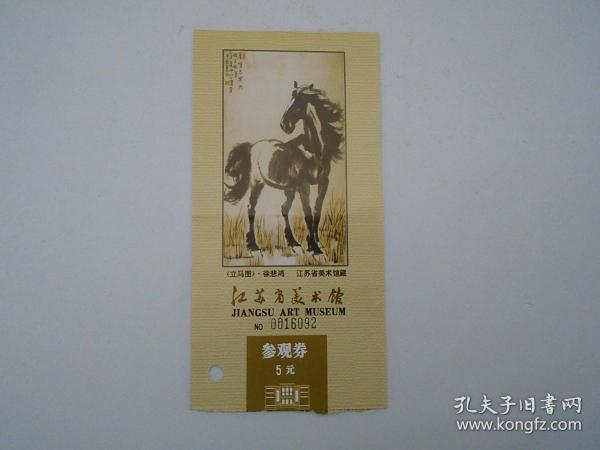 《立马图》·徐悲鸿 江苏省美术馆藏
江苏省美术馆
JIANGSU ART MUSEUM
NO 0816092
参观券
5元
孔夫子旧书网
www.kongfz.com